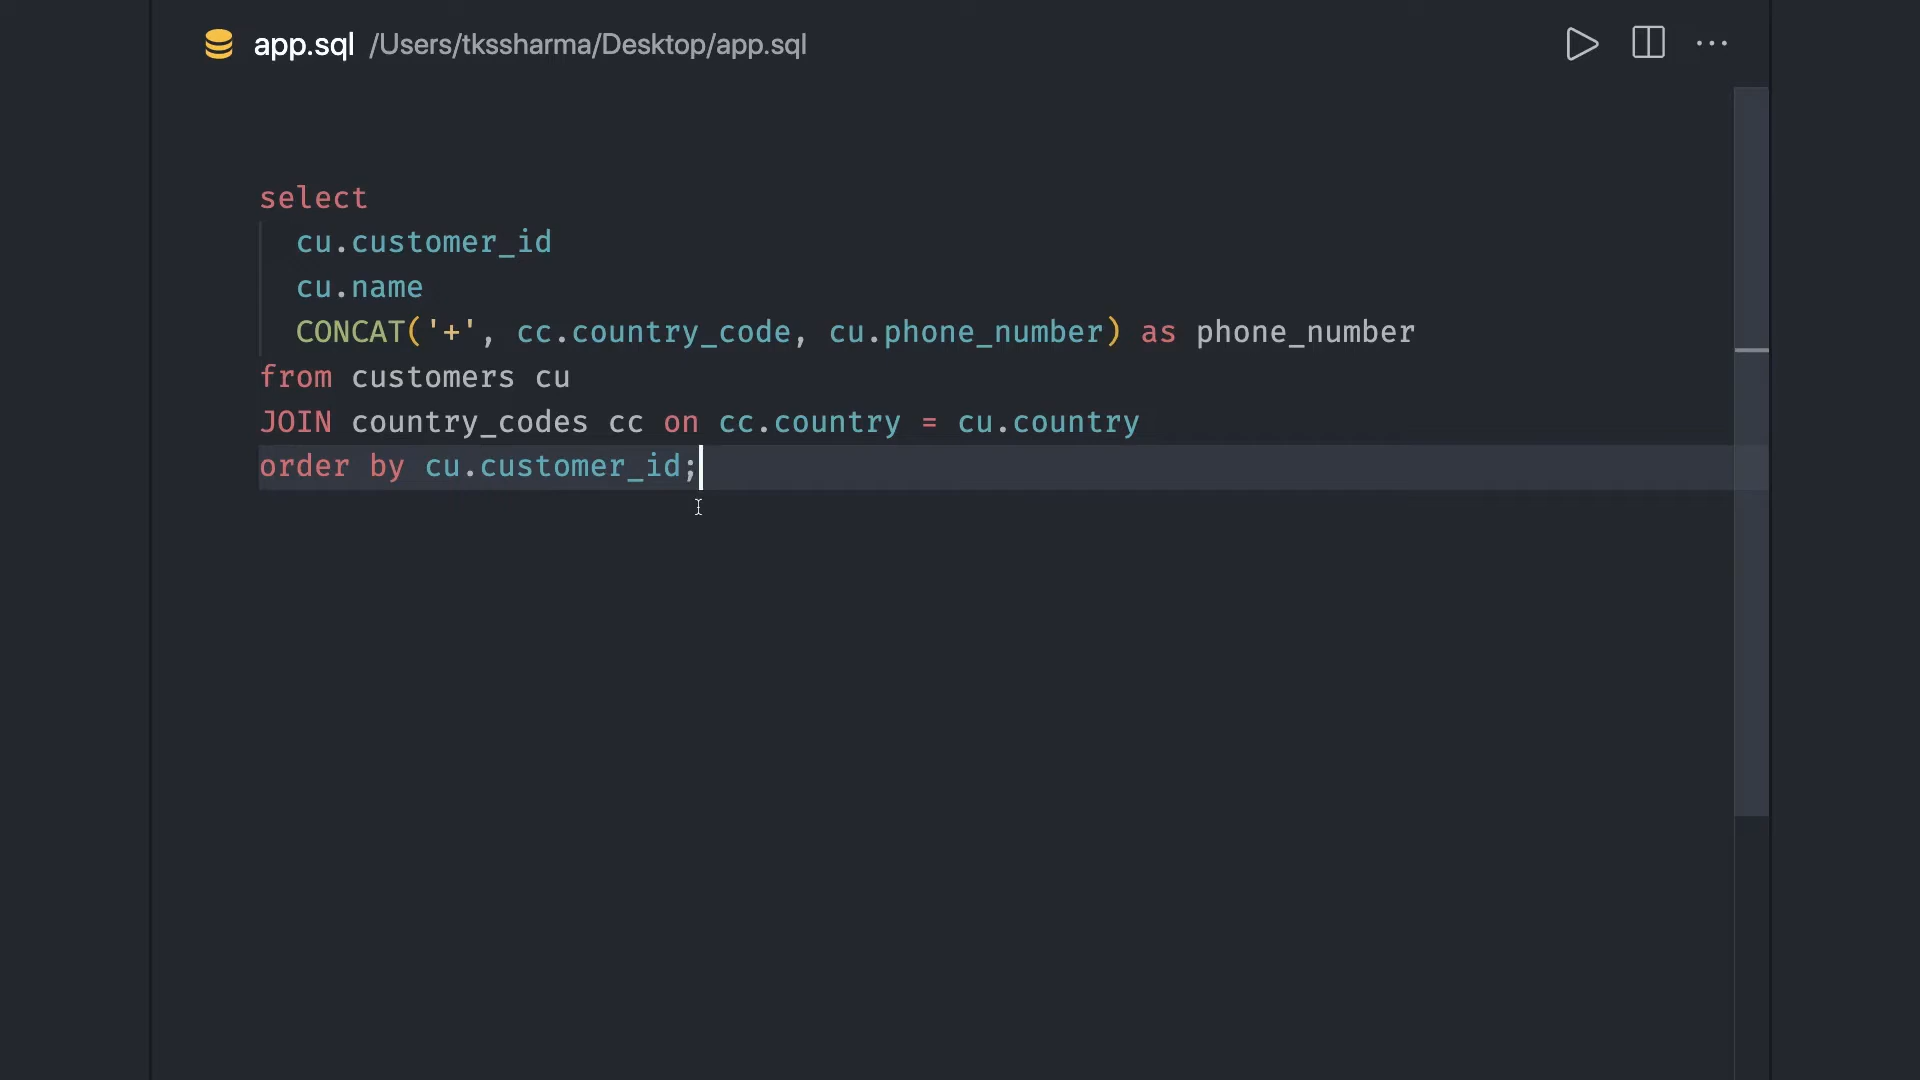 app.sql /Users/tkssharma/Desktop/app.sql
select
cu.customer_id
cu.name
CONCAT('+', cc.country_code, cu.phone_number) as phone_number
from customers cu
JOIN country_codes cc on cc.country = cu.country
order by cu.customer_id;